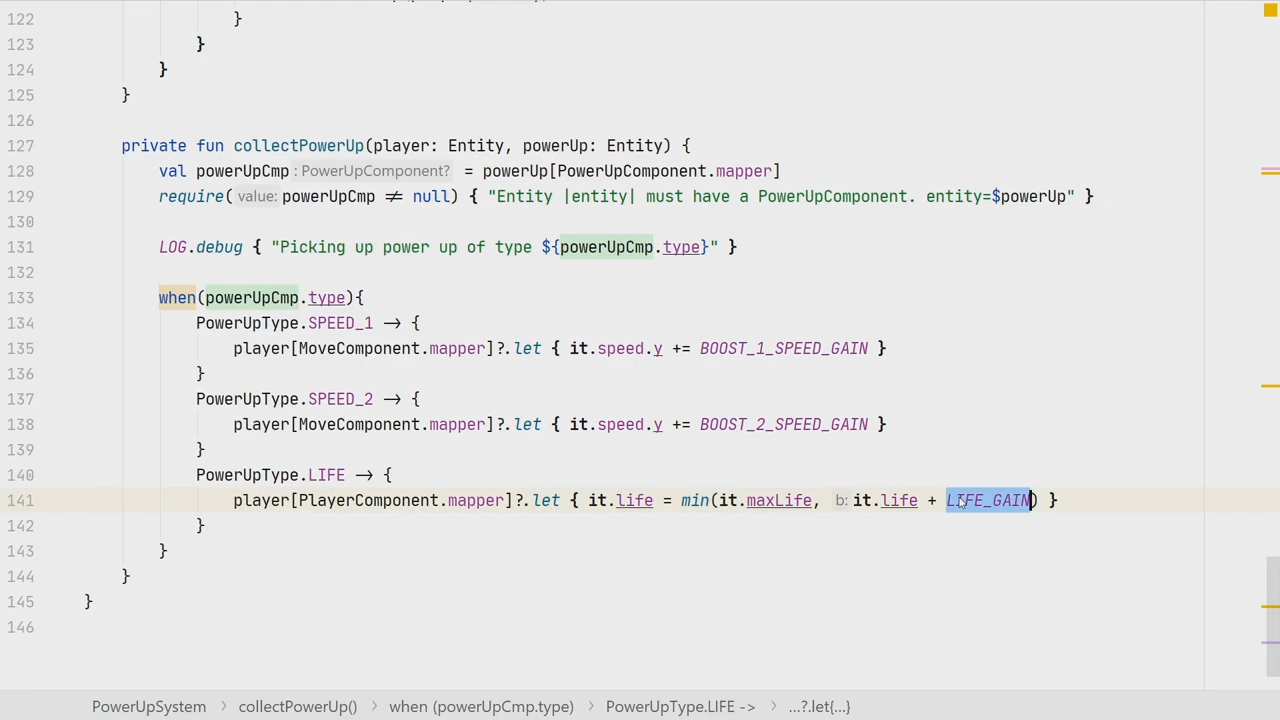 122 }
123 }
124 }
125 }
126
127 private fun collectPowerUp(player: Entity, powerUp: Entity) {
128 val powerUpCmp : PowerUpComponent? = powerUp[PowerUpComponent.mapper]
129 require( value: powerUpCmp ≠ null) { "Entity |entity| must have a PowerUpComponent. entity=$powerUp" }
130
131 LOG.debug { "Picking up power up of type ${powerUpCmp.type}" }
132
133 when(powerUpCmp.type){
134 PowerUpType.SPEED_1 → {
135 player[MoveComponent.mapper]?.let { it.speed.y += BOOST_1_SPEED_GAIN }
136 }
137 PowerUpType.SPEED_2 → {
138 player[MoveComponent.mapper]?.let { it.speed.y += BOOST_2_SPEED_GAIN }
139 }
140 PowerUpType.LIFE → {
141 player[PlayerComponent.mapper]?.let { it.life = min(it.maxLife, b: it.life + LIFE_GAIN) }
142 }
143 }
144 }
145 }
146
PowerUpSystem > collectPowerUp() > when (powerUpCmp.type) > PowerUpType.LIFE -> > ...?.let{...}